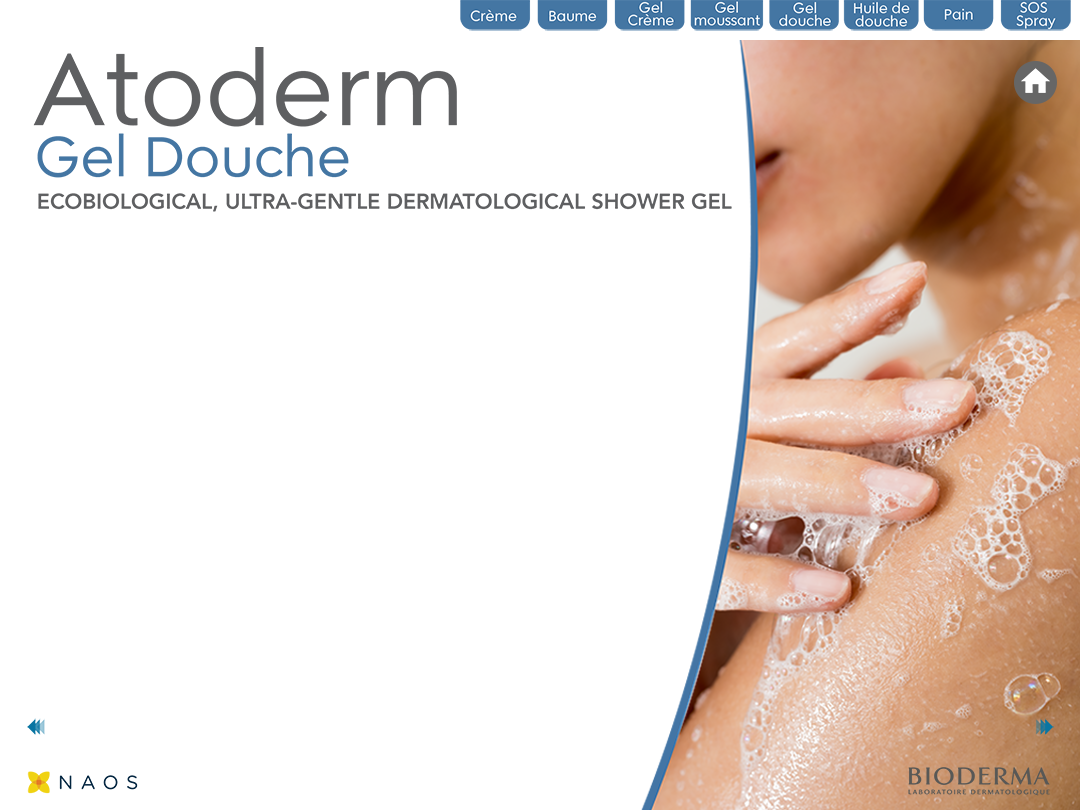 Crème
Baume
Gel
Crème
Gel
moussant
Gel
douche
Huile de
douche
Pain
SOS
Spray
Atoderm
Gel Douche
ECOBIOLOGICAL, ULTRA-GENTLE DERMATOLOGICAL SHOWER GEL
NAOS
BIODERMA
LABORATOIRE DERMATOLOGIQUE